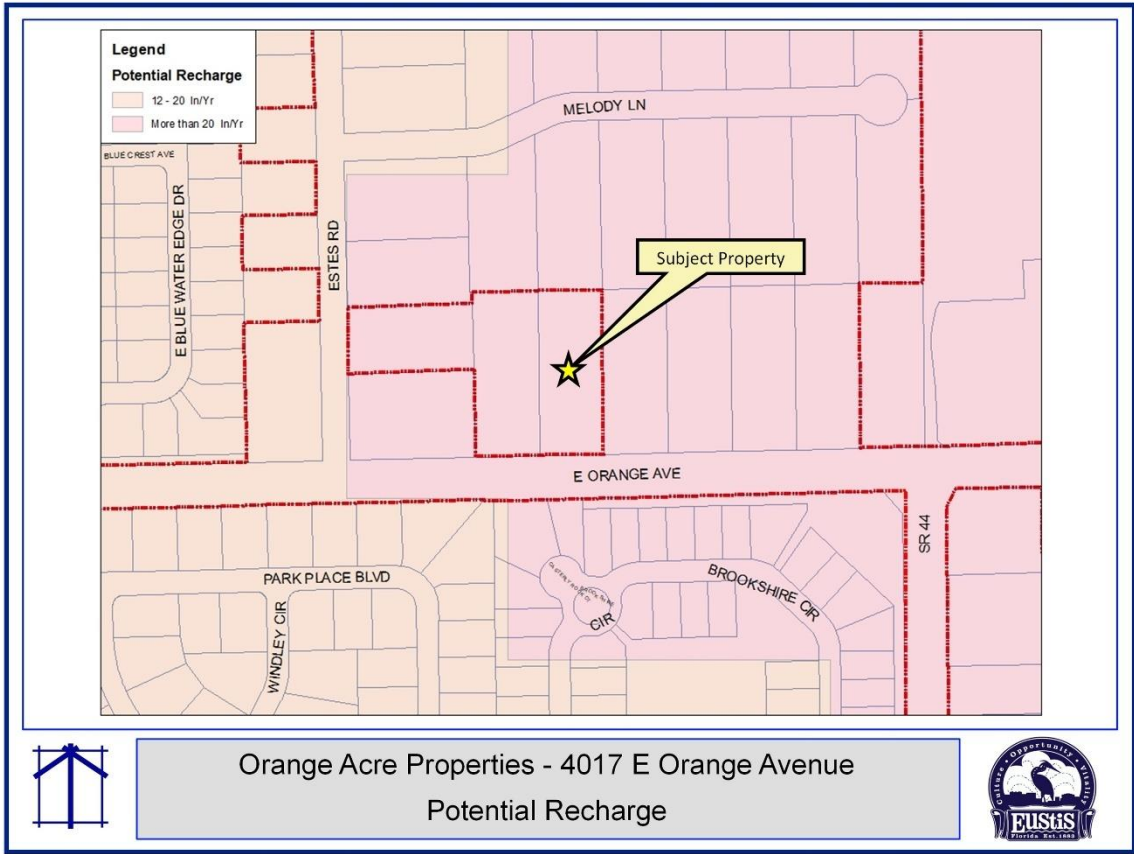 Legend
Potential Recharge
12 - 20 In/Yr
More than 20 In/Yr
BLUE CREST AVE
MELODY LN
E BLUE WATER EDGE DR
ESTES RD
Subject Property
E ORANGE AVE
SR 44
PARK PLACE BLVD
BROOKSHIRE CIR
CIR
WINDLEY CIR
Orange Acre Properties - 4017 E Orange Avenue
Potential Recharge
Culture • Opportunity • Vitality
EUSTIS
Florida Est. 1883